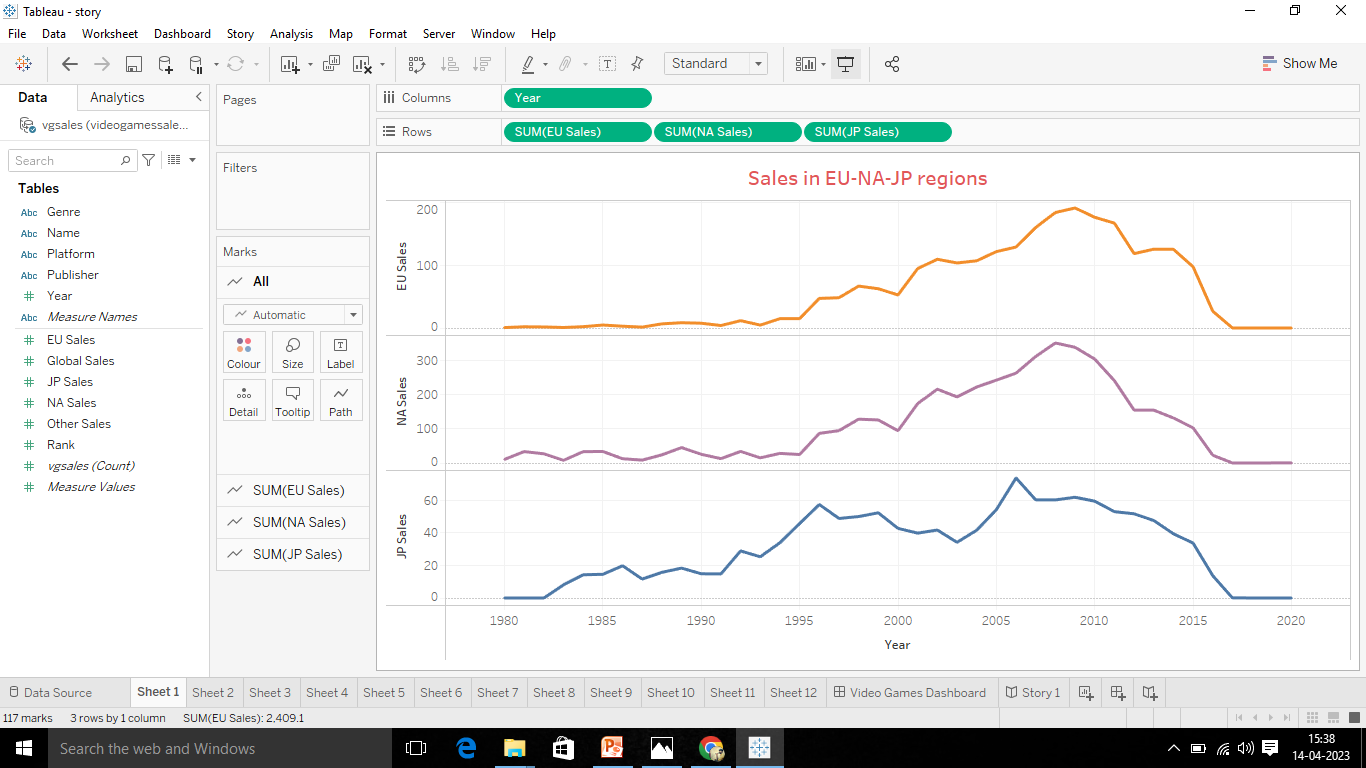 Tableau - story
File Data Worksheet Dashboard Story Analysis Map Format Server Window Help
Standard
Show Me
Data Analytics
vgsales (videogamessale...
Search
Tables
Abc Genre
Abc Name
Abc Platform
Abc Publisher
Year
Abc Measure Names
EU Sales
Global Sales
JP Sales
NA Sales
Other Sales
Rank
vgsales (Count)
Measure Values
Pages
Filters
Marks
All
Automatic
Colour Size Label
Detail Tooltip Path
SUM(EU Sales)
SUM(NA Sales)
SUM(JP Sales)
Columns Year
Rows SUM(EU Sales) SUM(NA Sales) SUM(JP Sales)
Sales in EU-NA-JP regions
EU Sales
200
100
0
NA Sales
300
200
100
0
JP Sales
60
40
20
0
1980 1985 1990 1995 2000 2005 2010 2015 2020
Year
Data Source Sheet 1 Sheet 2 Sheet 3 Sheet 4 Sheet 5 Sheet 6 Sheet 7 Sheet 8 Sheet 9 Sheet 10 Sheet 11 Sheet 12 Video Games Dashboard Story 1
117 marks 3 rows by 1 column SUM(EU Sales): 2,409.1
Search the web and Windows
15:38
14-04-2023